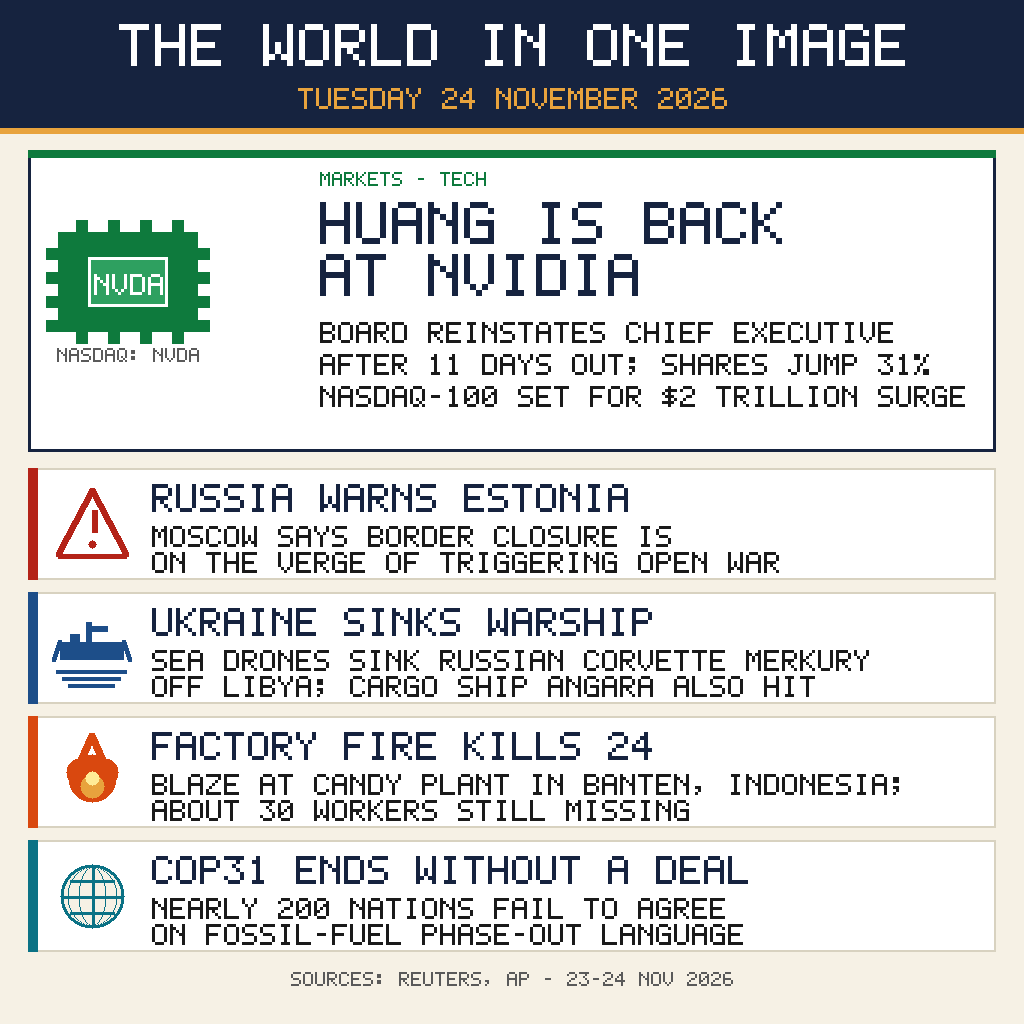 THE WORLD IN ONE IMAGE
TUESDAY 24 NOVEMBER 2026
MARKETS - TECH
HUANG IS BACK
AT NVIDIA
NVDA
NASDAQ: NVDA
BOARD REINSTATES CHIEF EXECUTIVE
AFTER 11 DAYS OUT; SHARES JUMP 31%
NASDAQ-100 SET FOR $2 TRILLION SURGE
RUSSIA WARNS ESTONIA
MOSCOW SAYS BORDER CLOSURE IS
ON THE VERGE OF TRIGGERING OPEN WAR
UKRAINE SINKS WARSHIP
SEA DRONES SINK RUSSIAN CORVETTE MERKURY
OFF LIBYA; CARGO SHIP ANGARA ALSO HIT
FACTORY FIRE KILLS 24
BLAZE AT CANDY PLANT IN BANTEN, INDONESIA;
ABOUT 30 WORKERS STILL MISSING
COP31 ENDS WITHOUT A DEAL
NEARLY 200 NATIONS FAIL TO AGREE
ON FOSSIL-FUEL PHASE-OUT LANGUAGE
SOURCES: REUTERS, AP - 23-24 NOV 2026